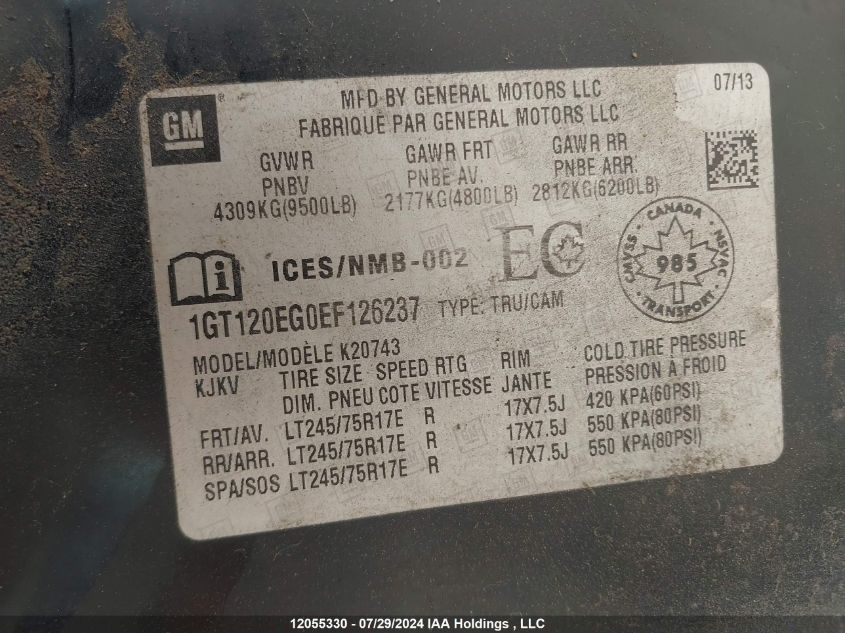 GM
®
MFD BY GENERAL MOTORS LLC
07/13
FABRIQUE PAR GENERAL MOTORS LLC
GVWR GAWR FRT GAWR RR
PNBV PNBE AV. PNBE ARR.
4309KG(9500LB) 2177KG(4800LB) 2812KG(6200LB)
i ICES/NMB-002 EC
CANADA
CMVSS 985 NSVAC
TRANSPORT
1GT120EG0EF126237 TYPE: TRU/CAM
MODEL/MODÈLE K20743
KJKV TIRE SIZE SPEED RTG RIM COLD TIRE PRESSURE
DIM. PNEU COTE VITESSE JANTE PRESSION À FROID
FRT/AV. LT245/75R17E R 17X7.5J 420 KPA(60PSI)
RR/ARR. LT245/75R17E R 17X7.5J 550 KPA(80PSI)
SPA/SOS LT245/75R17E R 17X7.5J 550 KPA(80PSI)
12055330 - 07/29/2024 IAA Holdings , LLC